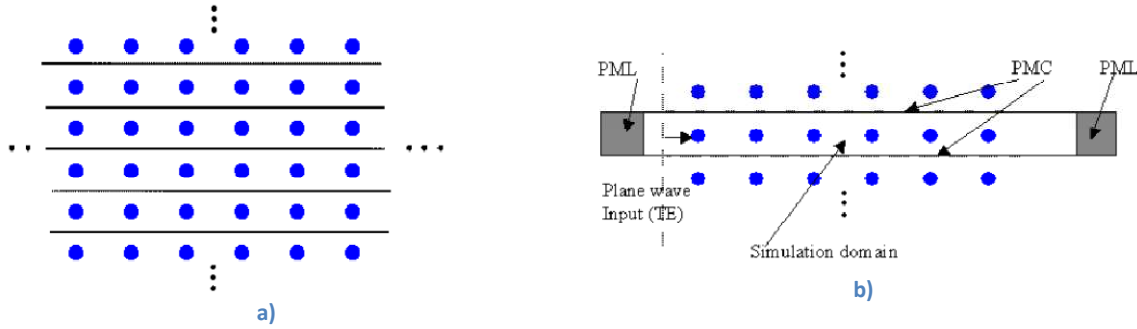 PML
PMC
PML
Plane wave
Input (TE)
Simulation domain
a)
b)